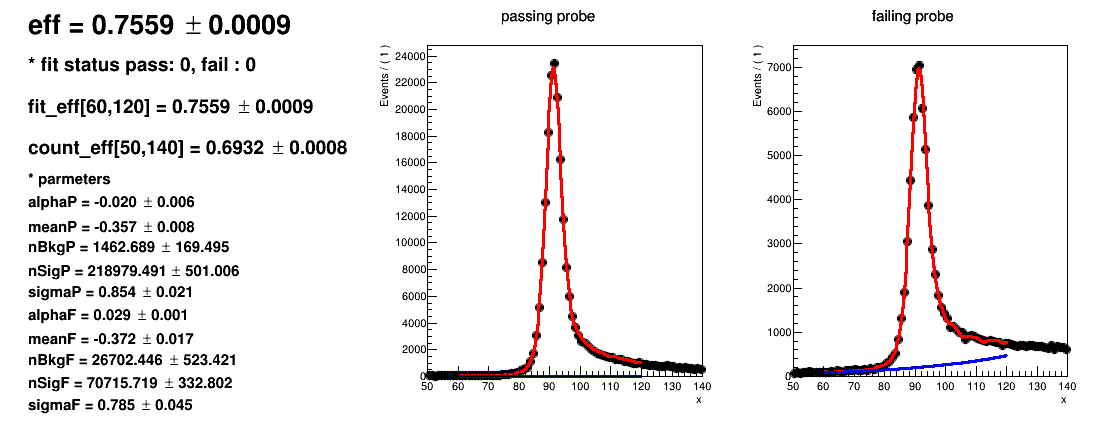 eff = 0.7559 ± 0.0009
* fit status pass: 0, fail : 0
fit_eff[60,120] = 0.7559 ± 0.0009
count_eff[50,140] = 0.6932 ± 0.0008
* parmeters
alphaP = -0.020 ± 0.006
meanP = -0.357 ± 0.008
nBkgP = 1462.689 ± 169.495
nSigP = 218979.491 ± 501.006
sigmaP = 0.854 ± 0.021
alphaF = 0.029 ± 0.001
meanF = -0.372 ± 0.017
nBkgF = 26702.446 ± 523.421
nSigF = 70715.719 ± 332.802
sigmaF = 0.785 ± 0.045
passing probe
Events / ( 1 )
24000
22000
20000
18000
16000
14000
12000
10000
8000
6000
4000
2000
0
50 60 70 80 90 100 110 120 130 140
x
failing probe
Events / ( 1 )
7000
6000
5000
4000
3000
2000
1000
0
50 60 70 80 90 100 110 120 130 140
x